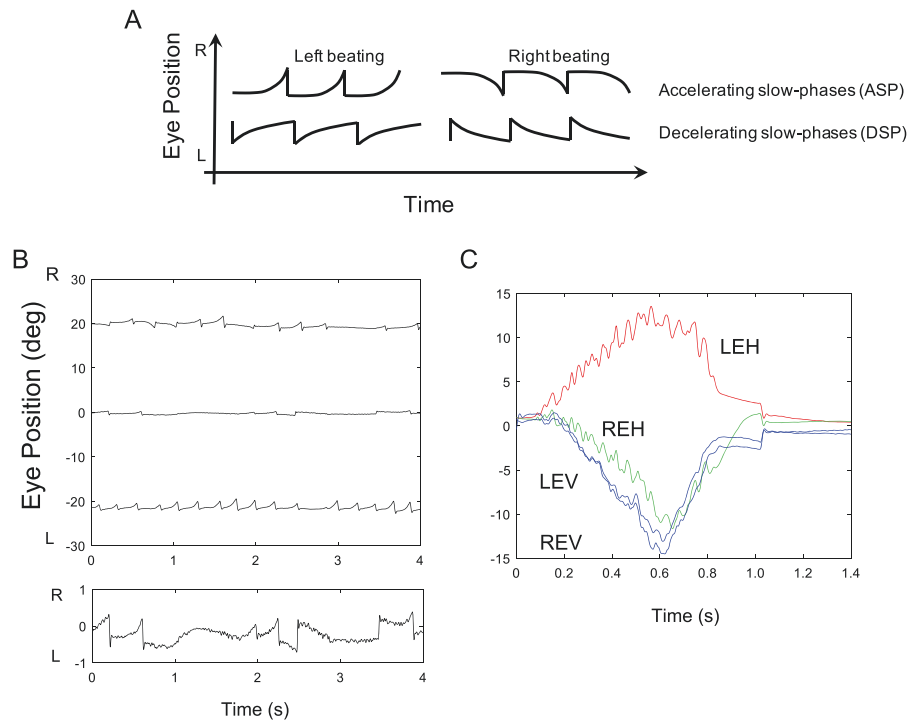 A
R
Left beating
Right beating
Eye Position
Accelerating slow-phases (ASP)
Decelerating slow-phases (DSP)
L
Time
B
R
Eye Position (deg)
30
20
10
0
-10
-20
-30
L
0 1 2 3 4
R
1
0
L
-1
0 1 2 3 4
Time (s)
C
15
10
5
0
-5
-10
-15
LEH
REH
LEV
REV
0 0.2 0.4 0.6 0.8 1.0 1.2 1.4
Time (s)